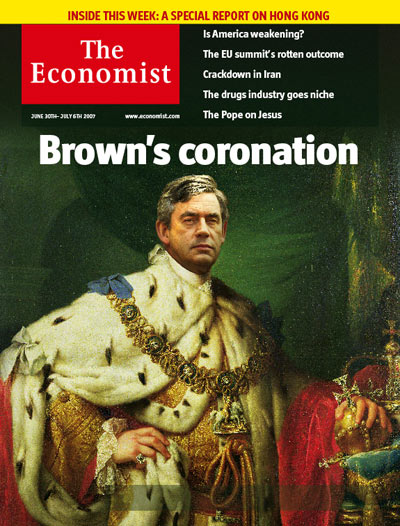 INSIDE THIS WEEK: A SPECIAL REPORT ON HONG KONG
The
Economist
JUNE 30TH–JULY 6TH 2007
www.economist.com
Is America weakening?
The EU summit's rotten outcome
Crackdown in Iran
The drugs industry goes niche
The Pope on Jesus
Brown's coronation